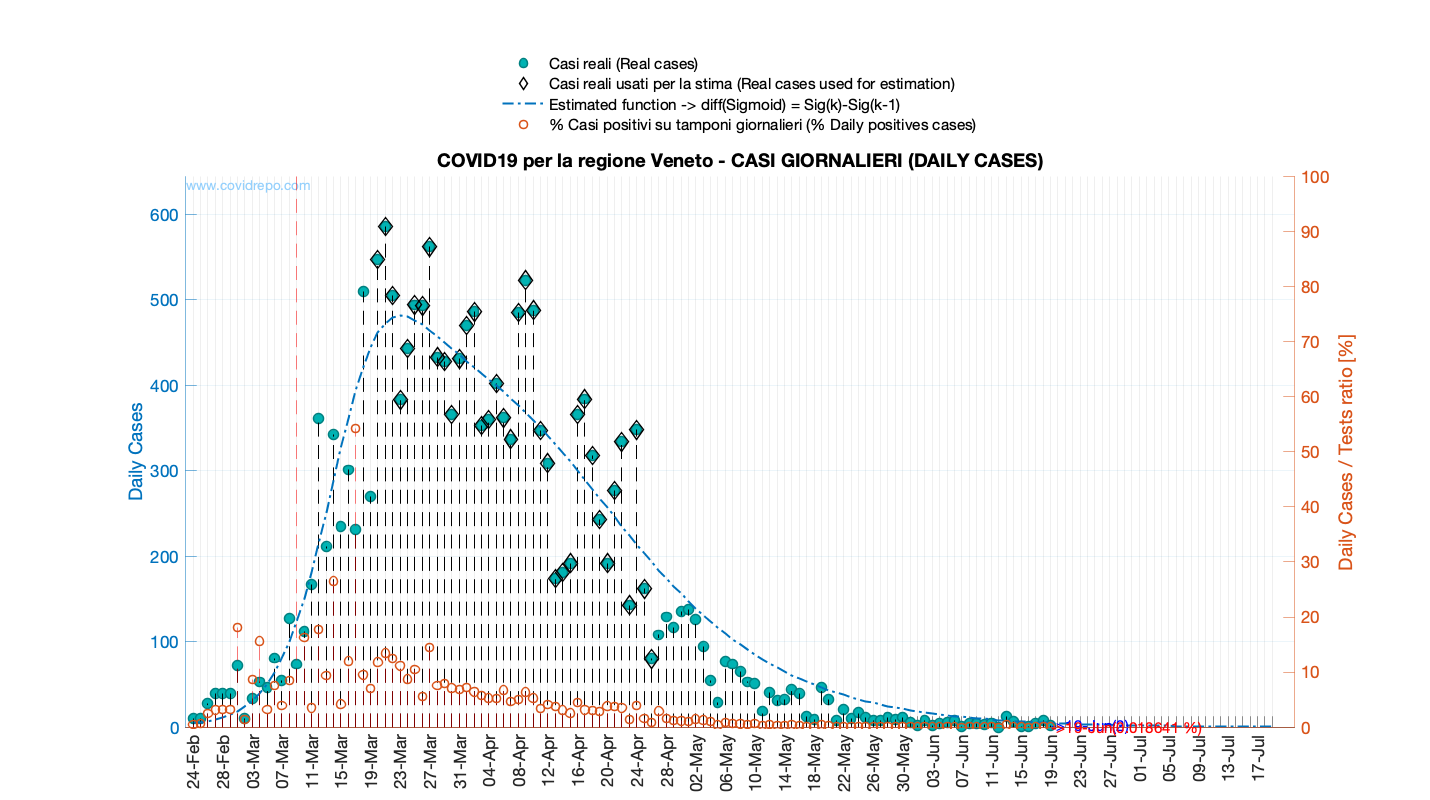 Casi reali (Real cases)
Casi reali usati per la stima (Real cases used for estimation)
Estimated function -> diff(Sigmoid) = Sig(k)-Sig(k-1)
% Casi positivi su tamponi giornalieri (% Daily positives cases)
COVID19 per la regione Veneto - CASI GIORNALIERI (DAILY CASES)
www.covidrepo.com
Daily Cases
600
500
400
300
200
100
0
100
90
80
70
60
50
40
30
20
10
0
Daily Cases / Tests ratio [%]
24-Feb
28-Feb
03-Mar
07-Mar
11-Mar
15-Mar
19-Mar
23-Mar
27-Mar
31-Mar
04-Apr
08-Apr
12-Apr
16-Apr
20-Apr
24-Apr
28-Apr
02-May
06-May
10-May
14-May
18-May
22-May
26-May
30-May
03-Jun
07-Jun
11-Jun
15-Jun
19-Jun
23-Jun
27-Jun
01-Jul
05-Jul
09-Jul
13-Jul
17-Jul